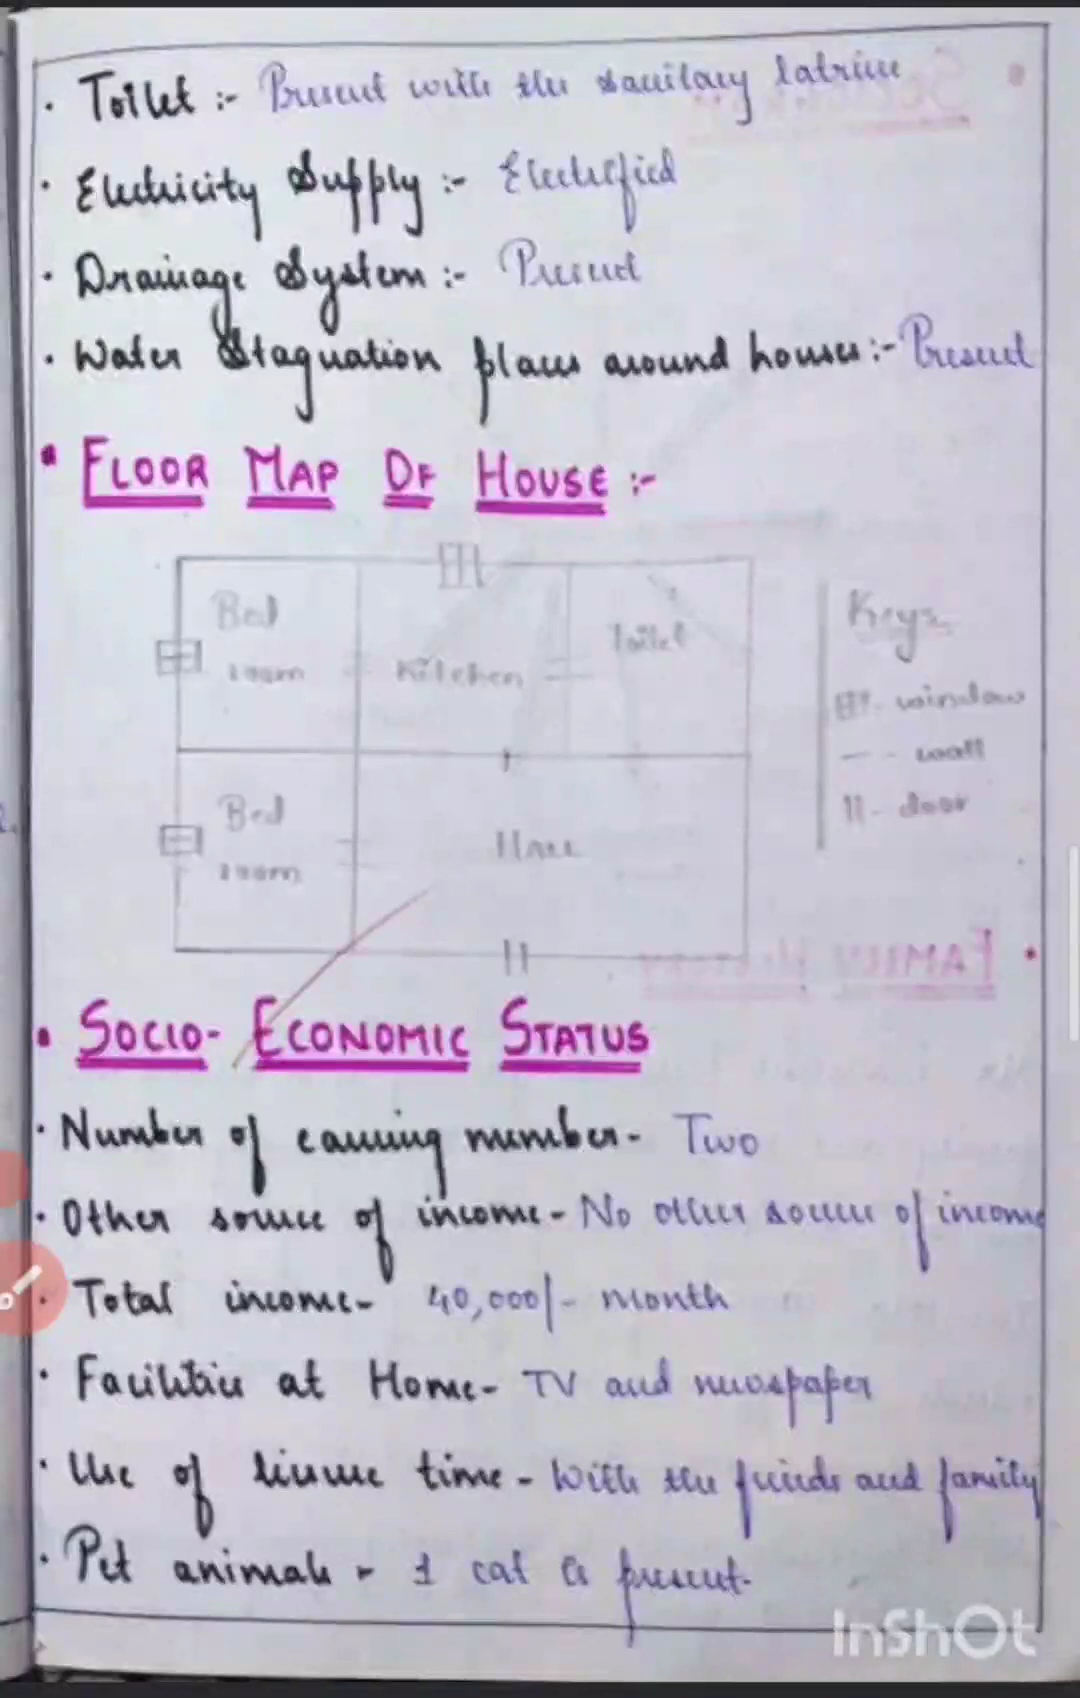 • Toilet :- Present with the sanitary latrine
• Electricity Supply :- Electrified
• Drainage System :- Present
• Water Stagnation places around houses :- Present
• FLOOR MAP OF HOUSE :-
Bed room
Kitchen
Toilet
Keys
- window
- wall
|| - door
Bed room
Hall
• SOCIO-ECONOMIC STATUS
• Number of earning member - Two
• Other source of income - No other source of income
• Total income - 40,000/- month
• Facilities at Home - TV and newspaper
• Use of leisure time - With the friends and family
• Pet animals - 1 cat is present.
InShOt